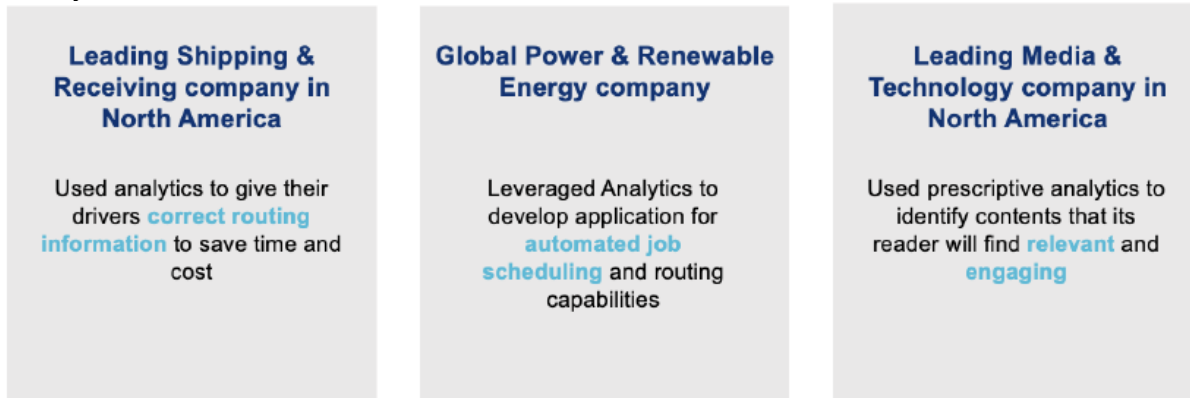 Leading Shipping &
Receiving company in
North America
Used analytics to give their
drivers correct routing
information to save time and
cost
Global Power & Renewable
Energy company
Leveraged Analytics to
develop application for
automated job
scheduling and routing
capabilities
Leading Media &
Technology company in
North America
Used prescriptive analytics to
identify contents that its
reader will find relevant and
engaging